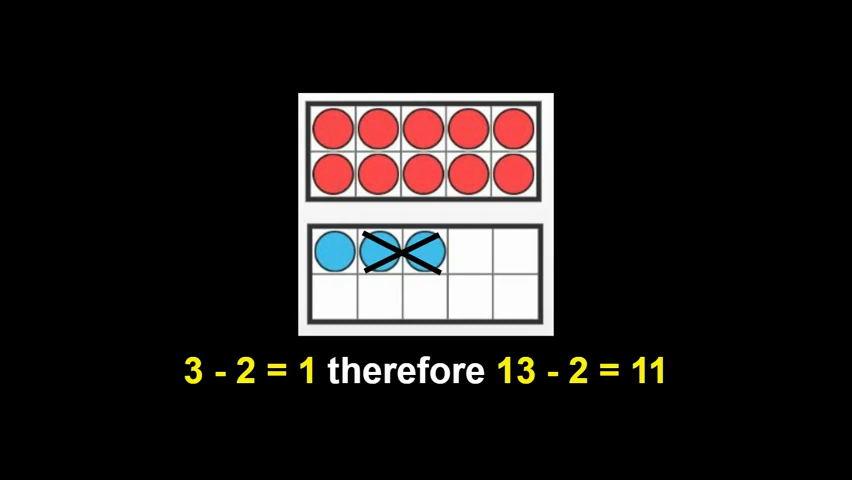 3 - 2 = 1 therefore 13 - 2 = 11